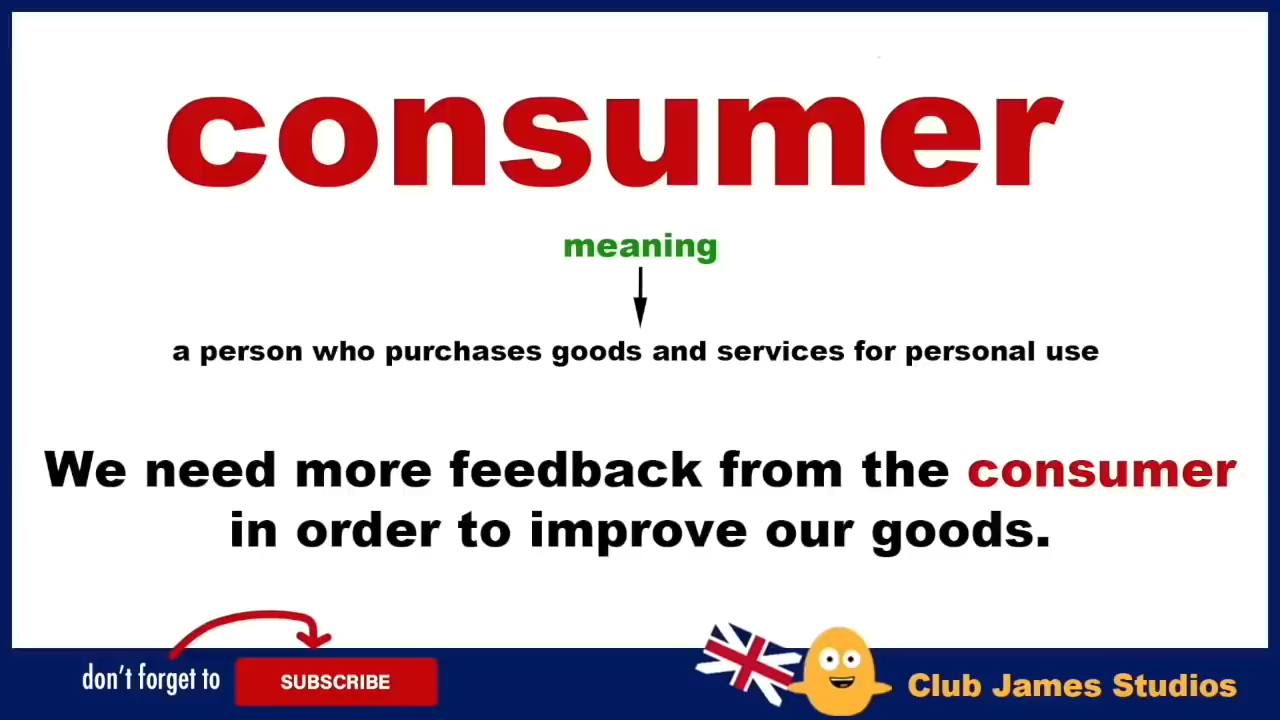 consumer
meaning
a person who purchases goods and services for personal use
We need more feedback from the consumer
in order to improve our goods.
don't forget to SUBSCRIBE
Club James Studios